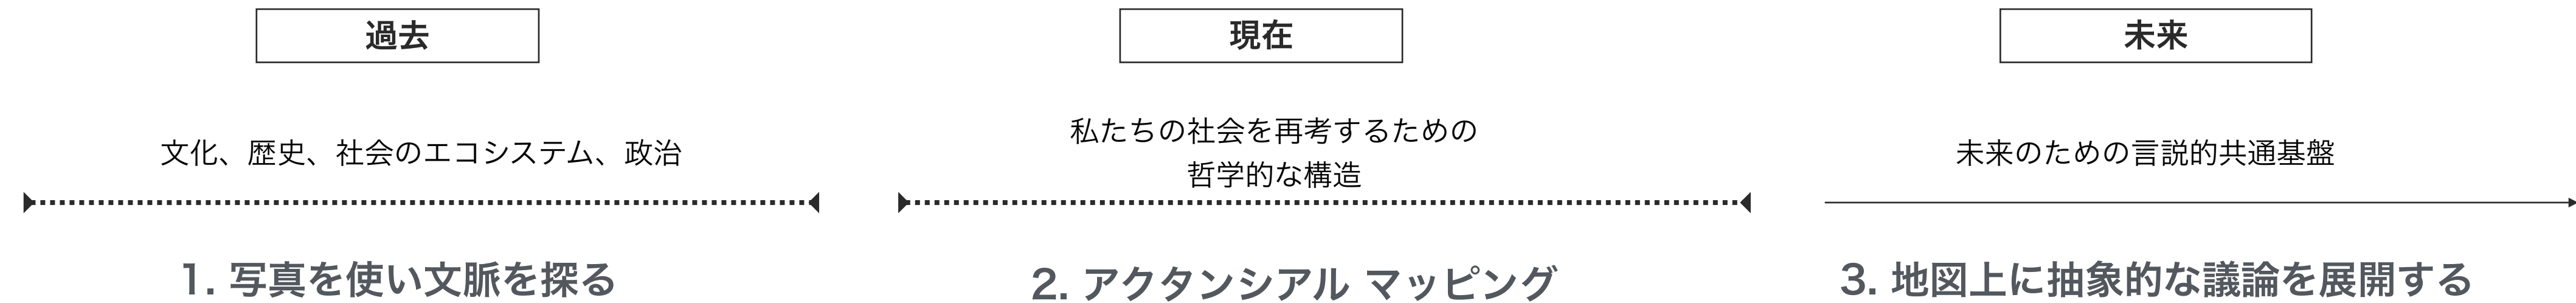 過去
文化、歴史、社会のエコシステム、政治
1. 写真を使い文脈を探る
現在
私たちの社会を再考するための
哲学的な構造
2. アクタンシアル マッピング
未来
未来のための言説的共通基盤
3. 地図上に抽象的な議論を展開する